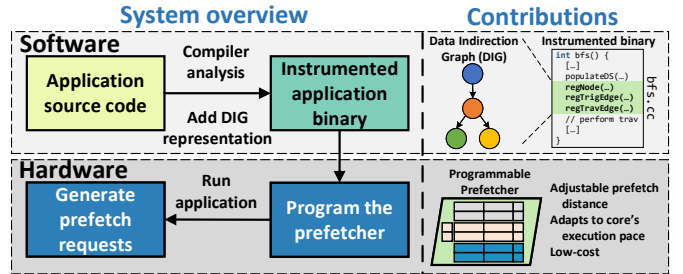 System overview
Contributions
Software
Application
source code
Compiler
analysis
Add DIG
representation
Instrumented
application
binary
Data Indirection
Graph (DIG)
Instrumented binary
int bfs() {
[…]
populateDS(…)
regNode(…)
regTrigEdge(…)
regTravEdge(…)
// perform trav
[…]
}
bfs.cc
Hardware
Generate
prefetch
requests
Run
application
Program the
prefetcher
Programmable
Prefetcher
Adjustable prefetch
distance
Adapts to core's
execution pace
Low-cost